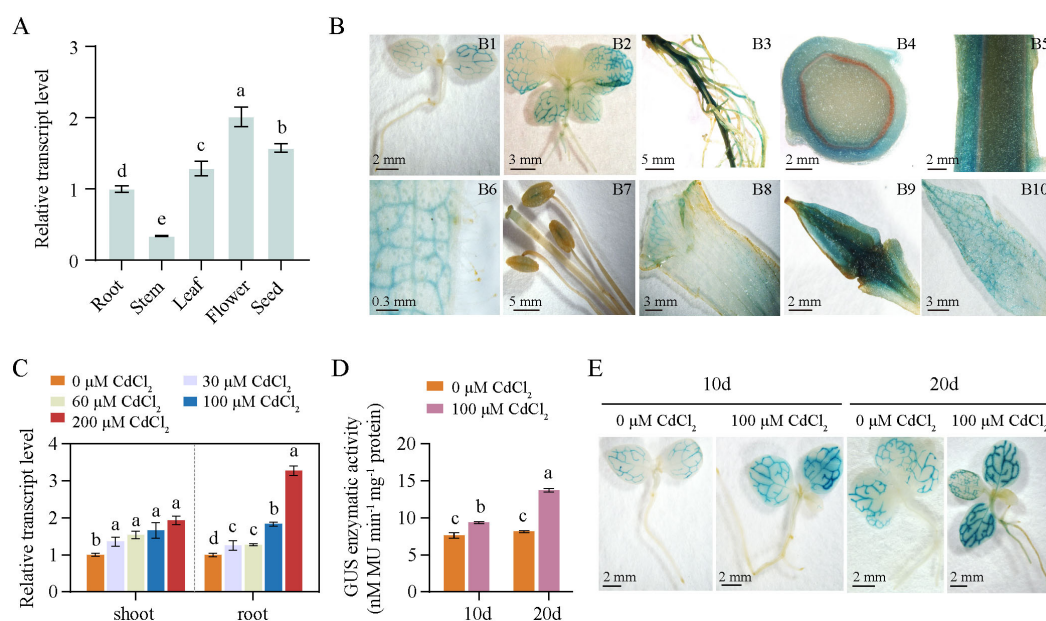 A
Relative transcript level
3
2
1
0
d
e
c
a
b
Root
Stem
Leaf
Flower
Seed
B
B1
2 mm
B2
3 mm
B3
5 mm
B4
2 mm
B5
2 mm
B6
0.3 mm
B7
5 mm
B8
3 mm
B9
2 mm
B10
3 mm
C
0 μM CdCl2
30 μM CdCl2
60 μM CdCl2
100 μM CdCl2
200 μM CdCl2
Relative transcript level
4
3
2
1
0
b
a
a
a
a
d
c
c
b
a
shoot
root
D
0 μM CdCl2
100 μM CdCl2
GUS enzymatic activity
(nM MU min-1 mg-1 protein)
20
15
10
5
0
c
b
c
a
10d
20d
E
10d
20d
0 μM CdCl2
100 μM CdCl2
0 μM CdCl2
100 μM CdCl2
2 mm
2 mm
2 mm
2 mm